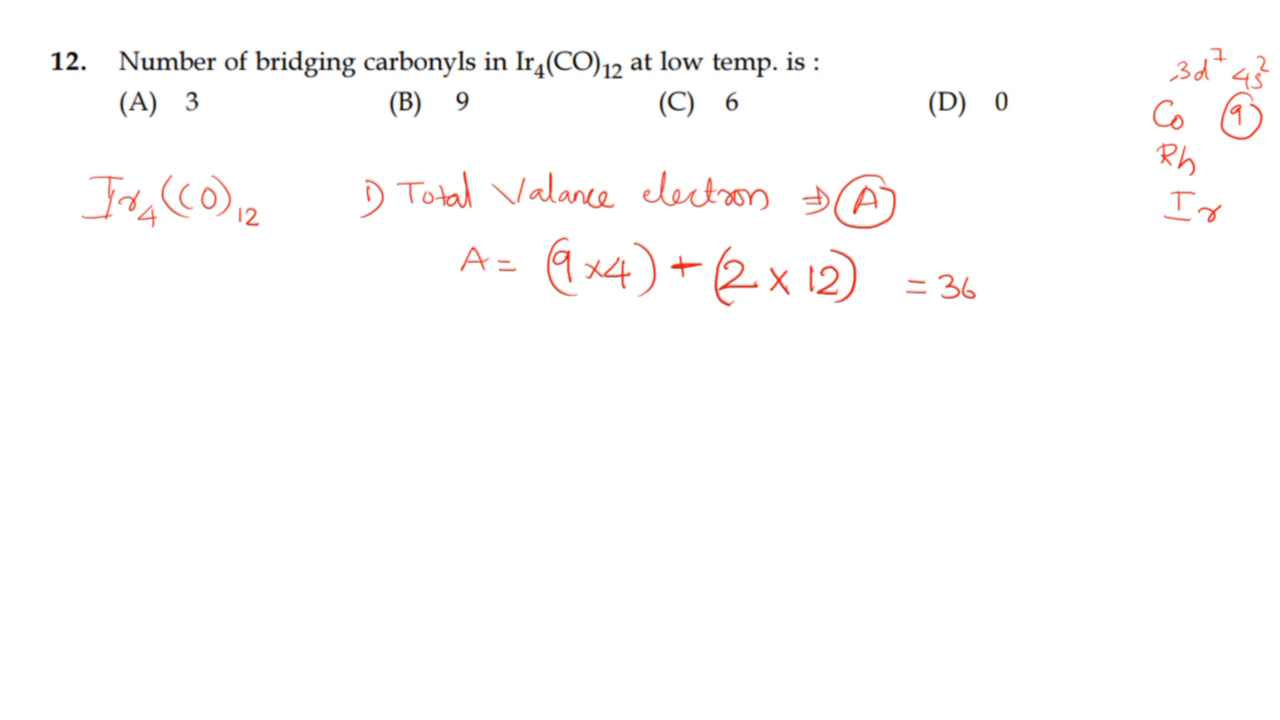 12. Number of bridging carbonyls in Ir₄(CO)₁₂ at low temp. is :
(A) 3 (B) 9 (C) 6 (D) 0
3d⁷ 4s²
Co 9
Rh
Ir
Ir₄(CO)₁₂
1) Total Valance electron ⇒ A
A = (9 x 4) + (2 x 12) = 36